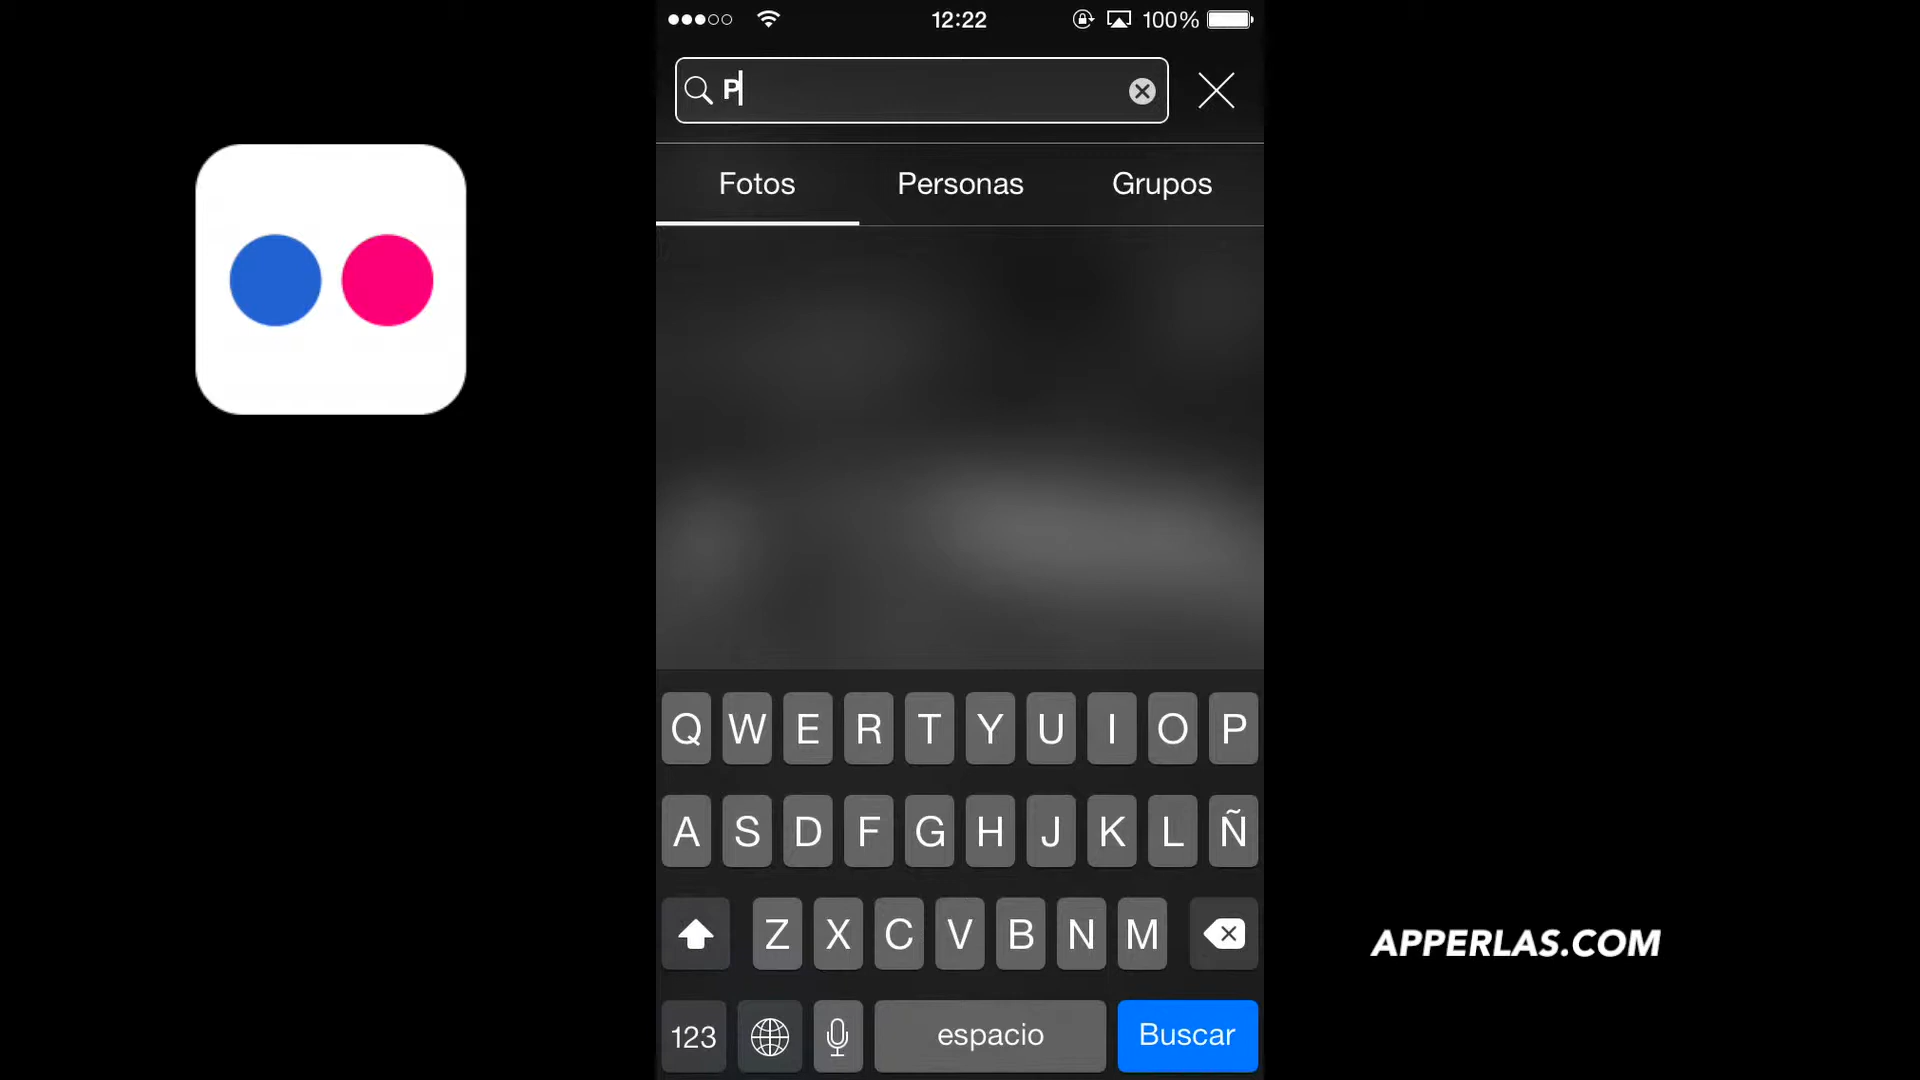 12:22
100%
P
Fotos
Personas
Grupos
Q W E R T Y U I O P
A S D F G H J K L Ñ
Z X C V B N M
123
espacio
Buscar
APPERLAS.COM